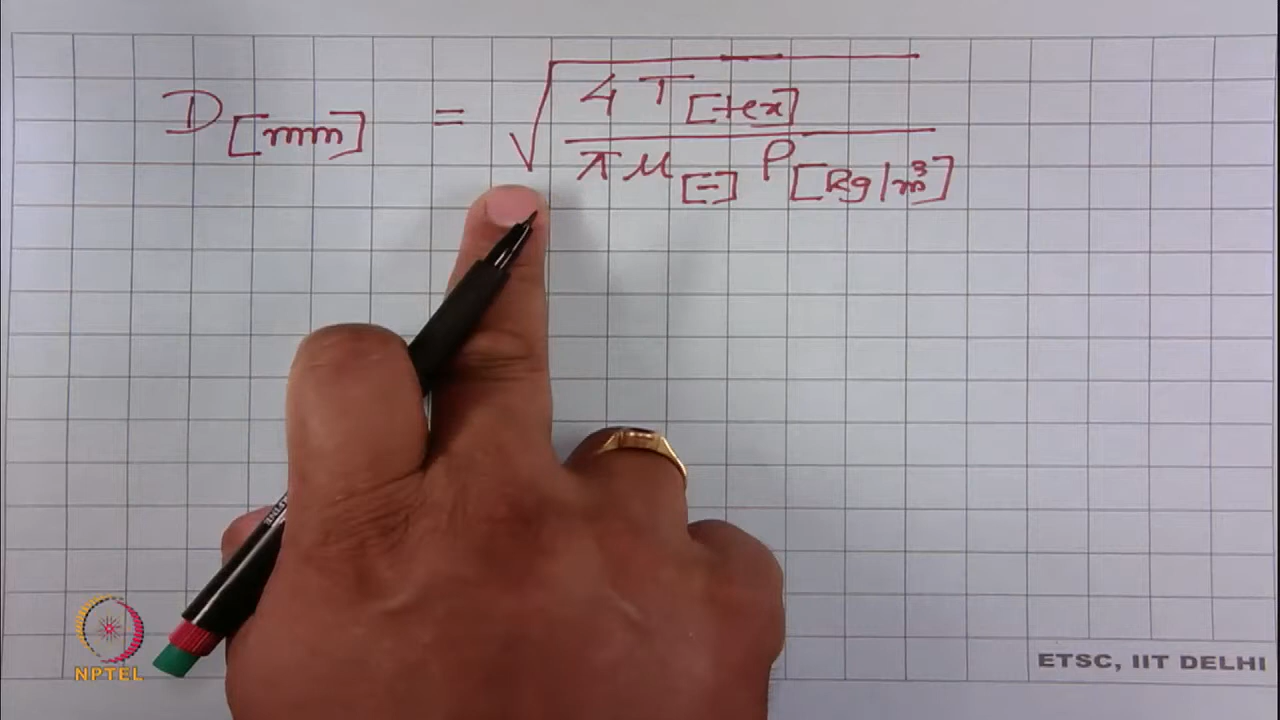 D[mm] = √ 4 T[tex]
π μ[-] ρ[kg/m³]
NPTEL
ETSC, IIT DELHI